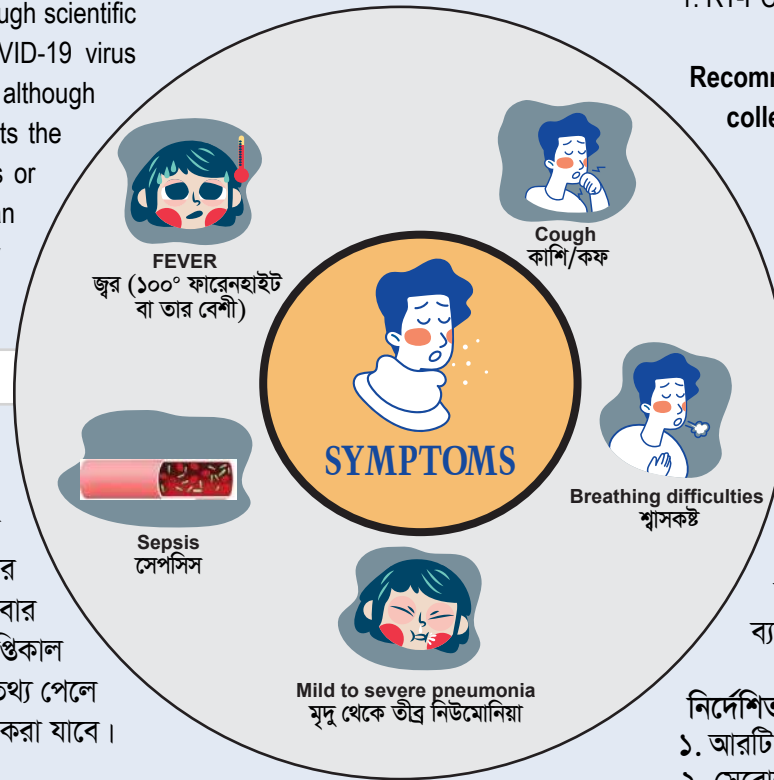 ugh scientific
VID-19 virus
although
ts the
s or
FEVER
জ্বর (১০০° ফারেনহাইট
বা তার বেশী)
Cough
কাশি/কফ
SYMPTOMS
Breathing difficulties
শ্বাসকষ্ট
Sepsis
সেপসিস
Mild to severe pneumonia
মৃদু থেকে তীব্র নিউমোনিয়া
র
বার
প্তিকাল
তথ্য পেলে
করা যাবে।
Recomm
colle
ব্য
নির্দেশিত
১. আরটি